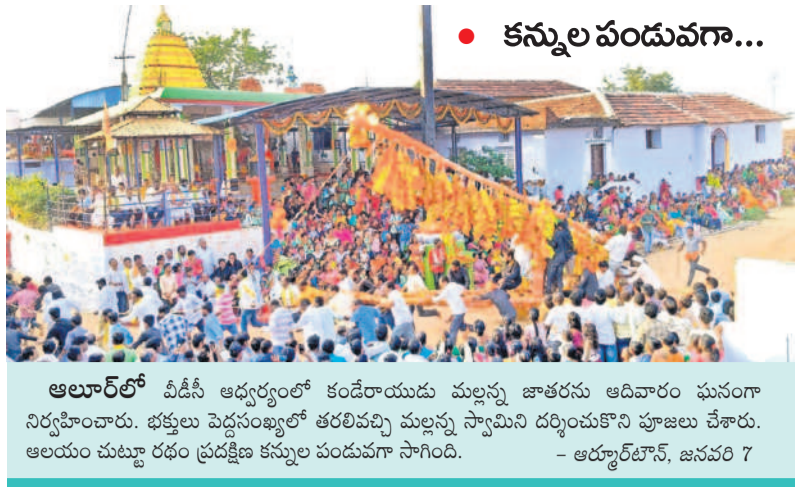 • కన్నుల పండువగా...
ఆలూర్‌లో వీడీసీ ఆధ్వర్యంలో కండేరాయుడు మల్లన్న జాతరను ఆదివారం ఘనంగా
నిర్వహించారు. భక్తులు పెద్దసంఖ్యలో తరలివచ్చి మల్లన్న స్వామిని దర్శించుకొని పూజలు చేశారు.
ఆలయం చుట్టూ రథం ప్రదక్షిణ కన్నుల పండువగా సాగింది. – ఆర్మూర్‌టౌన్, జనవరి 7